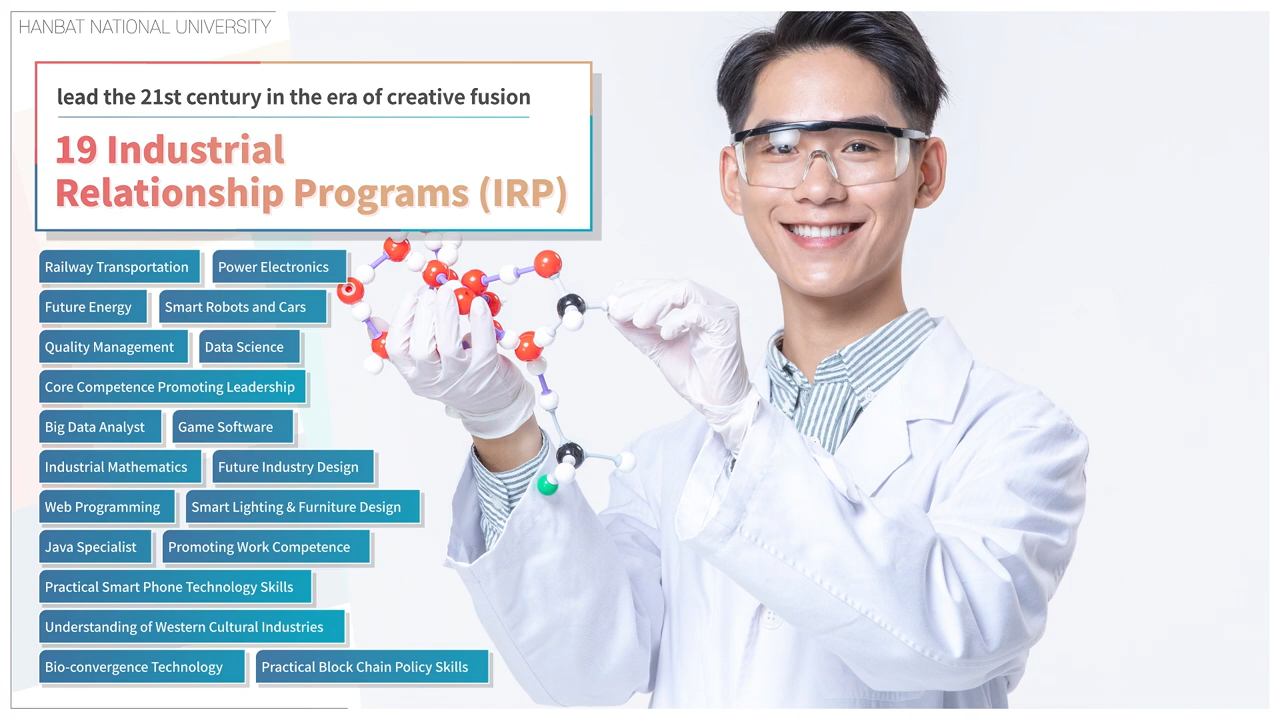 HANBAT NATIONAL UNIVERSITY
lead the 21st century in the era of creative fusion
19 Industrial
Relationship Programs (IRP)
Railway Transportation
Power Electronics
Future Energy
Smart Robots and Cars
Quality Management
Data Science
Core Competence Promoting Leadership
Big Data Analyst
Game Software
Industrial Mathematics
Future Industry Design
Web Programming
Smart Lighting & Furniture Design
Java Specialist
Promoting Work Competence
Practical Smart Phone Technology Skills
Understanding of Western Cultural Industries
Bio-convergence Technology
Practical Block Chain Policy Skills